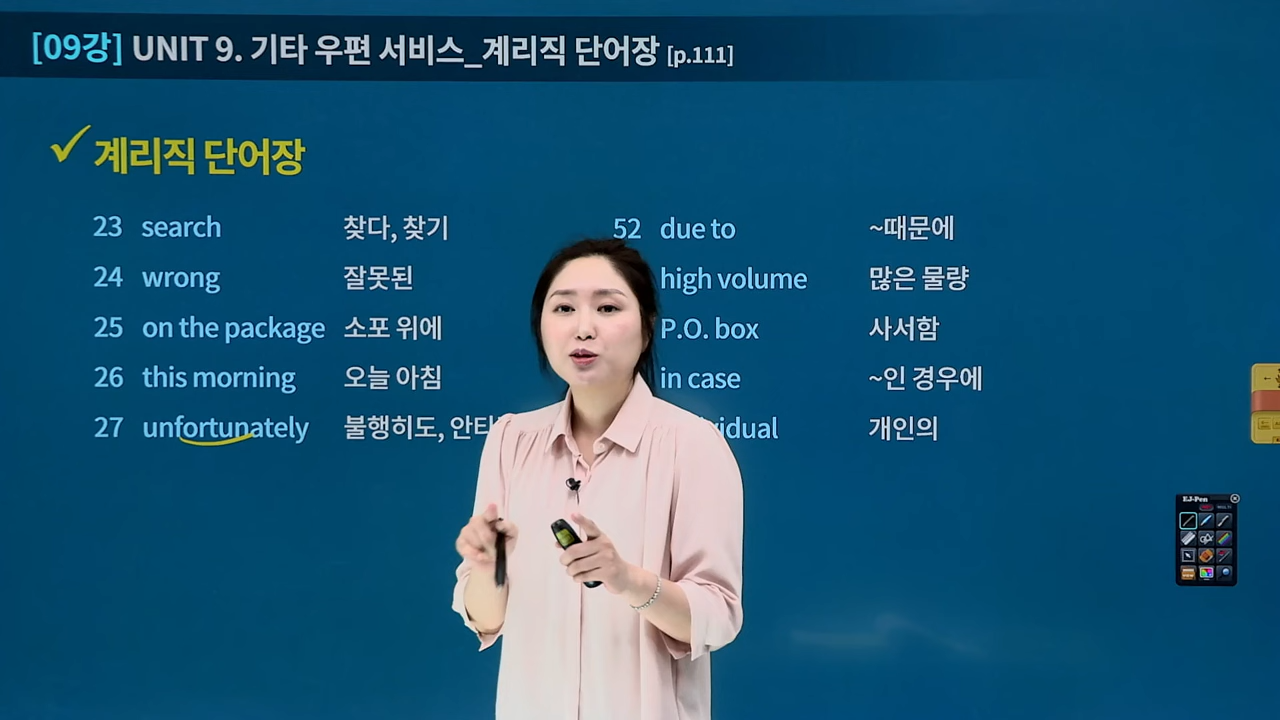 [09강] UNIT 9. 기타 우편 서비스_계리직 단어장 [p.111]
계리직 단어장
23 search 찾다, 찾기
24 wrong 잘못된
25 on the package 소포 위에
26 this morning 오늘 아침
27 unfortunately 불행히도,
52 due to ~때문에
high volume 많은 물량
P.O. box 사서함
in case ~인 경우에
개인의
EJ-Pen